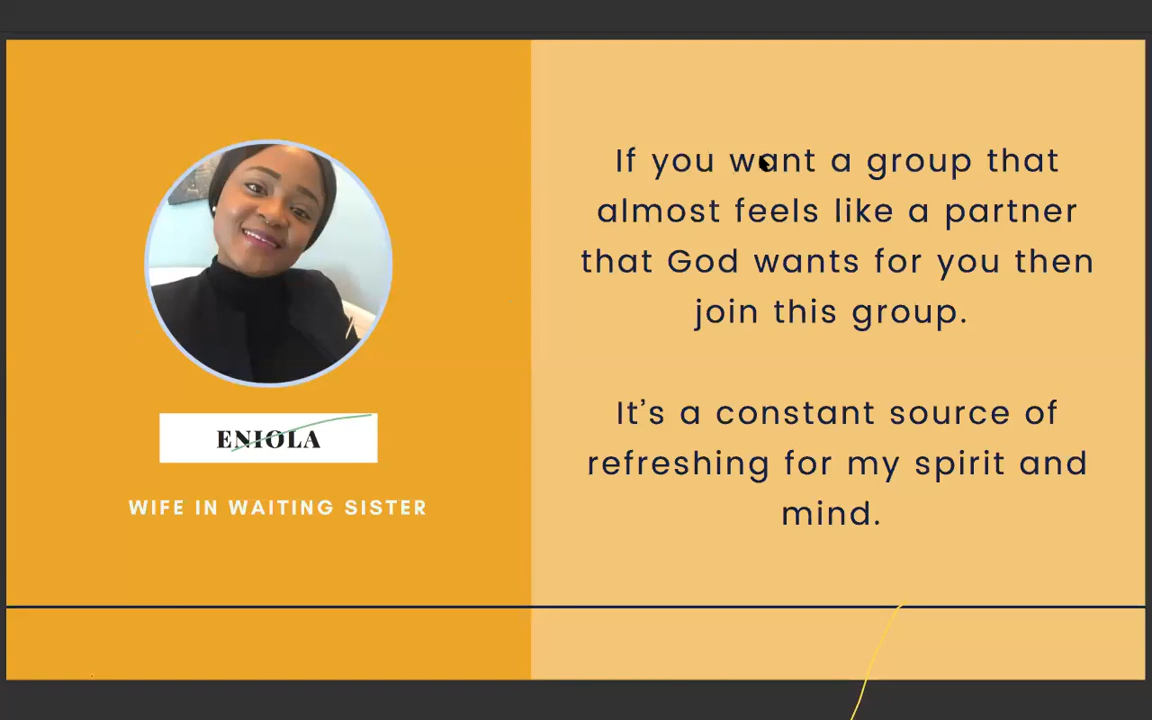 If you want a group that
almost feels like a partner
that God wants for you then
join this group.
It's a constant source of
refreshing for my spirit and
mind.
ENIOLA
WIFE IN WAITING SISTER